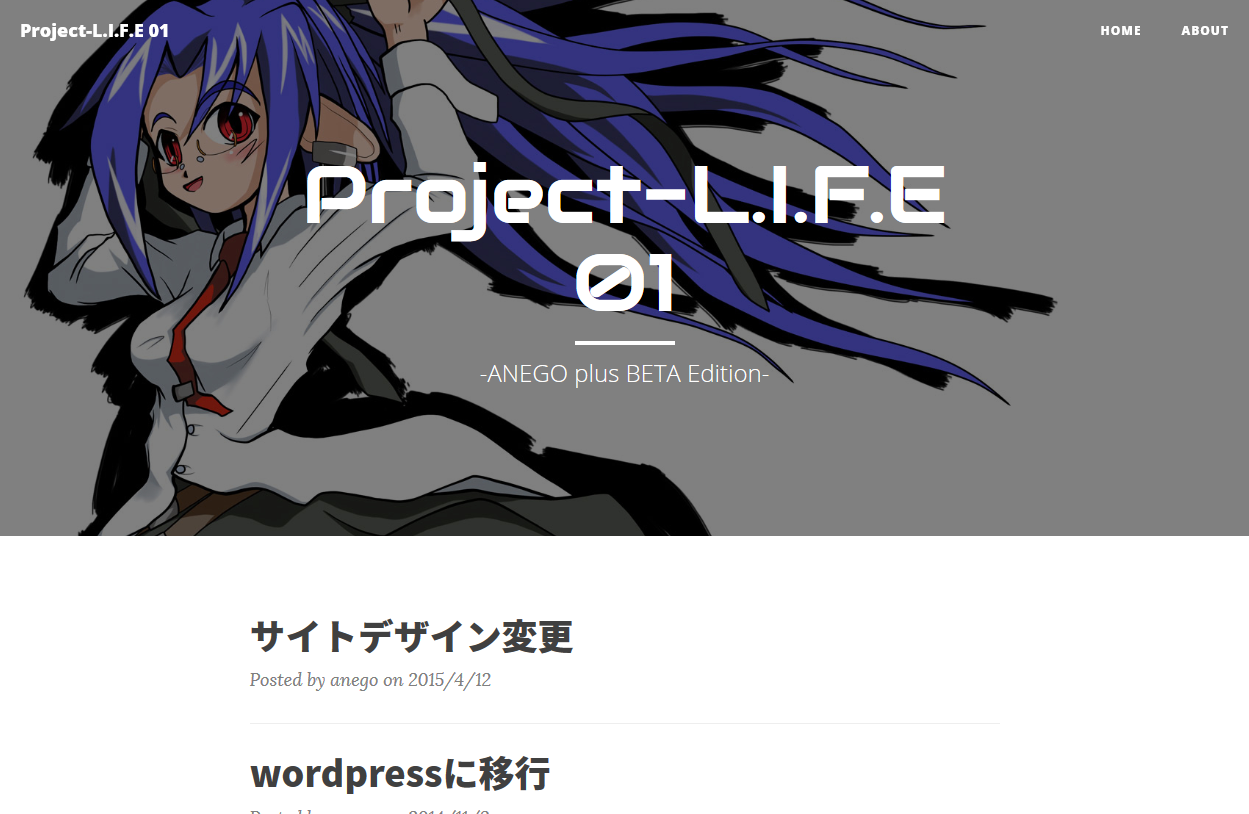 Project-L.I.F.E 01
HOME
ABOUT
Project-L.I.F.E
01
-ANEGO plus BETA Edition-
サイトデザイン変更
Posted by anego on 2015/4/12
wordpressに移行